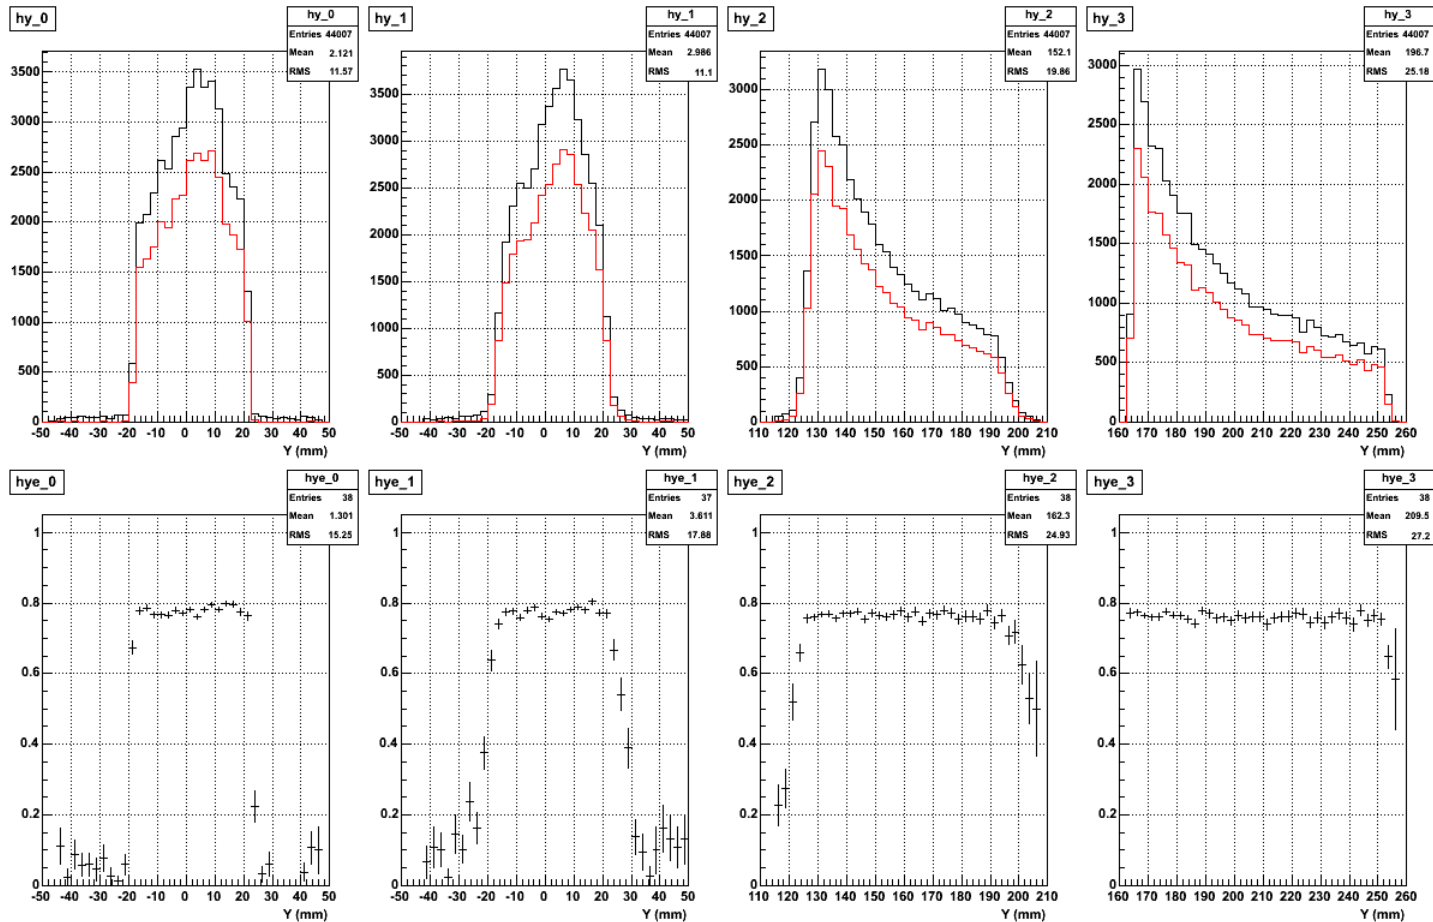 hy_0
hy_0
Entries 44007
Mean 2.121
RMS 11.57
3500
3000
2500
2000
1500
1000
500
0
-50 -40 -30 -20 -10 0 10 20 30 40 50
Y (mm)
hy_1
hy_1
Entries 44007
Mean 2.986
RMS 11.1
3500
3000
2500
2000
1500
1000
500
0
-50 -40 -30 -20 -10 0 10 20 30 40 50
Y (mm)
hy_2
hy_2
Entries 44007
Mean 152.1
RMS 19.86
3000
2500
2000
1500
1000
500
0
110 120 130 140 150 160 170 180 190 200 210
Y (mm)
hy_3
hy_3
Entries 44007
Mean 196.7
RMS 25.18
3000
2500
2000
1500
1000
500
0
160 170 180 190 200 210 220 230 240 250 260
Y (mm)
hye_0
hye_0
Entries 38
Mean 1.301
RMS 15.25
1
0.8
0.6
0.4
0.2
0
-50 -40 -30 -20 -10 0 10 20 30 40 50
Y (mm)
hye_1
hye_1
Entries 37
Mean 3.611
RMS 17.88
1
0.8
0.6
0.4
0.2
0
-50 -40 -30 -20 -10 0 10 20 30 40 50
Y (mm)
hye_2
hye_2
Entries 38
Mean 162.3
RMS 24.93
1
0.8
0.6
0.4
0.2
0
110 120 130 140 150 160 170 180 190 200 210
Y (mm)
hye_3
hye_3
Entries 38
Mean 209.5
RMS 27.2
1
0.8
0.6
0.4
0.2
0
160 170 180 190 200 210 220 230 240 250 260
Y (mm)